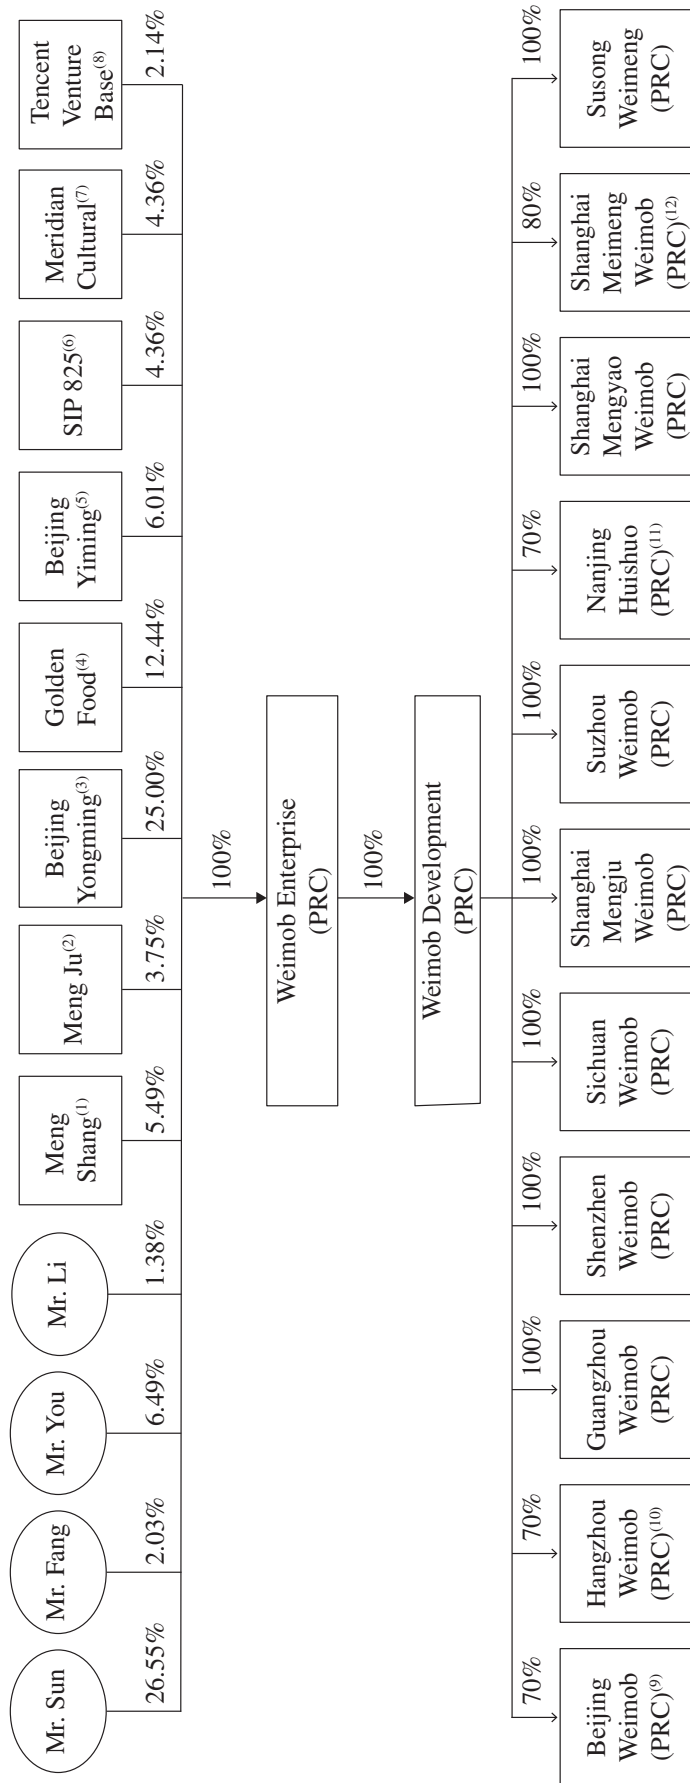 Mr. Sun
Mr. Fang
Mr. You
Mr. Li
Meng
Shang(1)
Meng Ju(2)
Beijing
Yongming(3)
Golden
Food(4)
Beijing
Yiming(5)
SIP 825(6)
Meridian
Cultural(7)
Tencent
Venture
Base(8)
26.55%
2.03%
6.49%
1.38%
5.49%
3.75%
25.00%
12.44%
6.01%
4.36%
4.36%
2.14%
100%
Weimob Enterprise
(PRC)
100%
Weimob Development
(PRC)
70%
70%
100%
100%
100%
100%
100%
70%
100%
80%
100%
Beijing
Weimob
(PRC)(9)
Hangzhou
Weimob
(PRC)(10)
Guangzhou
Weimob
(PRC)
Shenzhen
Weimob
(PRC)
Sichuan
Weimob
(PRC)
Shanghai
Mengju
Weimob
(PRC)
Suzhou
Weimob
(PRC)
Nanjing
Huishuo
(PRC)(11)
Shanghai
Mengyao
Weimob
(PRC)
Shanghai
Meimeng
Weimob
(PRC)(12)
Susong
Weimeng
(PRC)